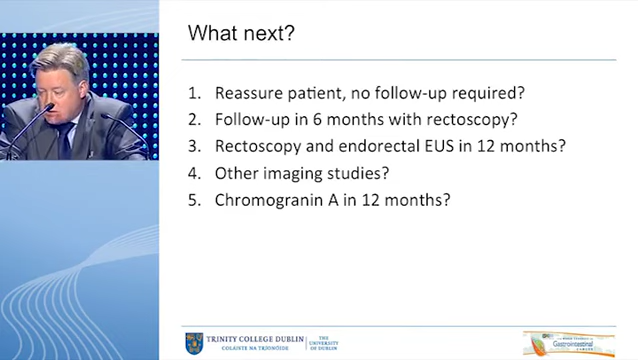 What next?
1. Reassure patient, no follow-up required?
2. Follow-up in 6 months with rectoscopy?
3. Rectoscopy and endorectal EUS in 12 months?
4. Other imaging studies?
5. Chromogranin A in 12 months?
TRINITY COLLEGE DUBLIN
COLÁISTE NA TRÍONÓIDE
THE UNIVERSITY OF DUBLIN
Gastrointestinal